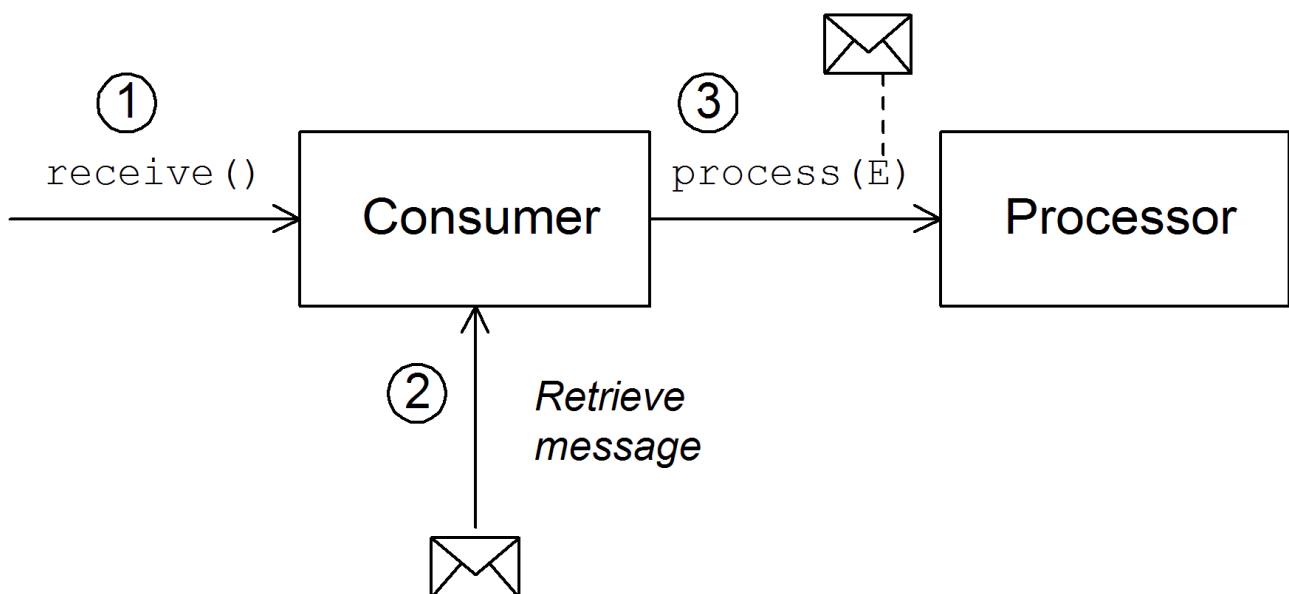 1
receive()
Consumer
3
process(E)
Processor
2
Retrieve
message